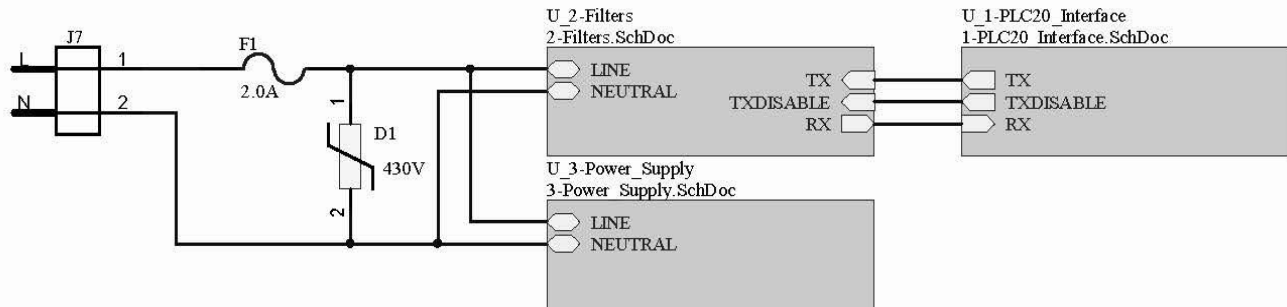 U_2-Filters
2-Filters.SchDoc
U_1-PLC20_Interface
1-PLC20_Interface.SchDoc
J7
L
1
F1
2.0A
LINE
NEUTRAL
TX
TXDISABLE
RX
TX
TXDISABLE
RX
N
2
1
D1
430V
2
U_3-Power_Supply
3-Power_Supply.SchDoc
LINE
NEUTRAL